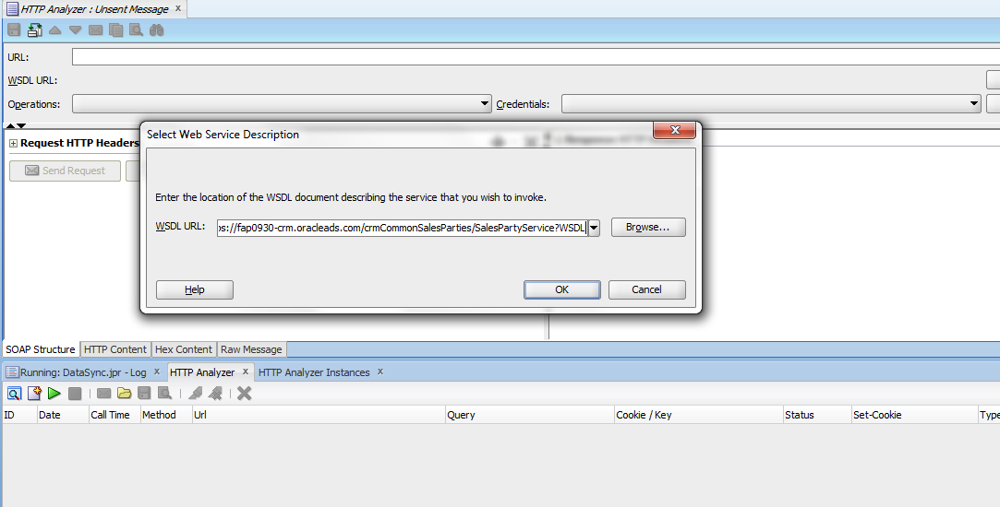 HTTP Analyzer : Unsent Message x
URL:
WSDL URL:
Operations: Credentials:
Select Web Service Description
Request HTTP Headers
Send Request
Enter the location of the WSDL document describing the service that you wish to invoke.
WSDL URL: ps://fap0930-crm.oracleads.com/crmCommonSalesParties/SalesPartyService?WSDL Browse...
Help OK Cancel
SOAP Structure HTTP Content Hex Content Raw Message
Running: DataSync.jpr - Log x HTTP Analyzer x HTTP Analyzer Instances x
ID Date Call Time Method Url Query Cookie / Key Status Set-Cookie Type